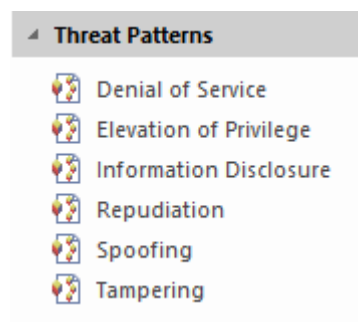 Threat Patterns
Denial of Service
Elevation of Privilege
Information Disclosure
Repudiation
Spoofing
Tampering